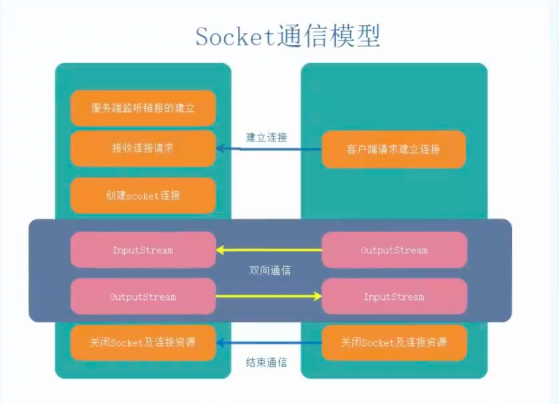 Socket通信模型
服务端监听链接的建立
建立连接
接收连接请求
客户端请求建立连接
创建scoket连接
InputStream
OutputStream
双向通信
OutputStream
InputStream
关闭Socket及连接资源
关闭Socket及连接资源
结束通信